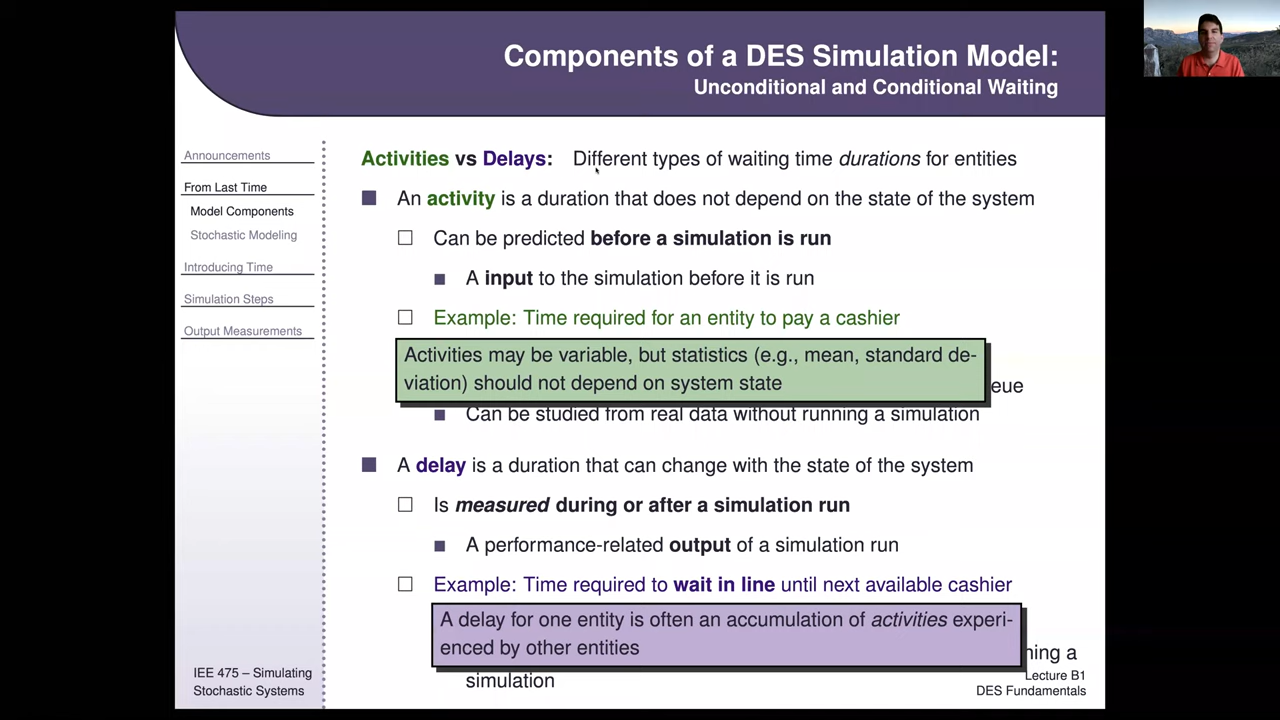 Components of a DES Simulation Model:
Unconditional and Conditional Waiting
Announcements
From Last Time
Model Components
Stochastic Modeling
Introducing Time
Simulation Steps
Output Measurements
Activities vs Delays: Different types of waiting time durations for entities
An activity is a duration that does not depend on the state of the system
Can be predicted before a simulation is run
A input to the simulation before it is run
Example: Time required for an entity to pay a cashier
Activities may be variable, but statistics (e.g., mean, standard de-
viation) should not depend on system state
eue
Can be studied from real data without running a simulation
A delay is a duration that can change with the state of the system
Is measured during or after a simulation run
A performance-related output of a simulation run
Example: Time required to wait in line until next available cashier
A delay for one entity is often an accumulation of activities experi-
enced by other entities
ning a
simulation
IEE 475 – Simulating
Stochastic Systems
Lecture B1
DES Fundamentals